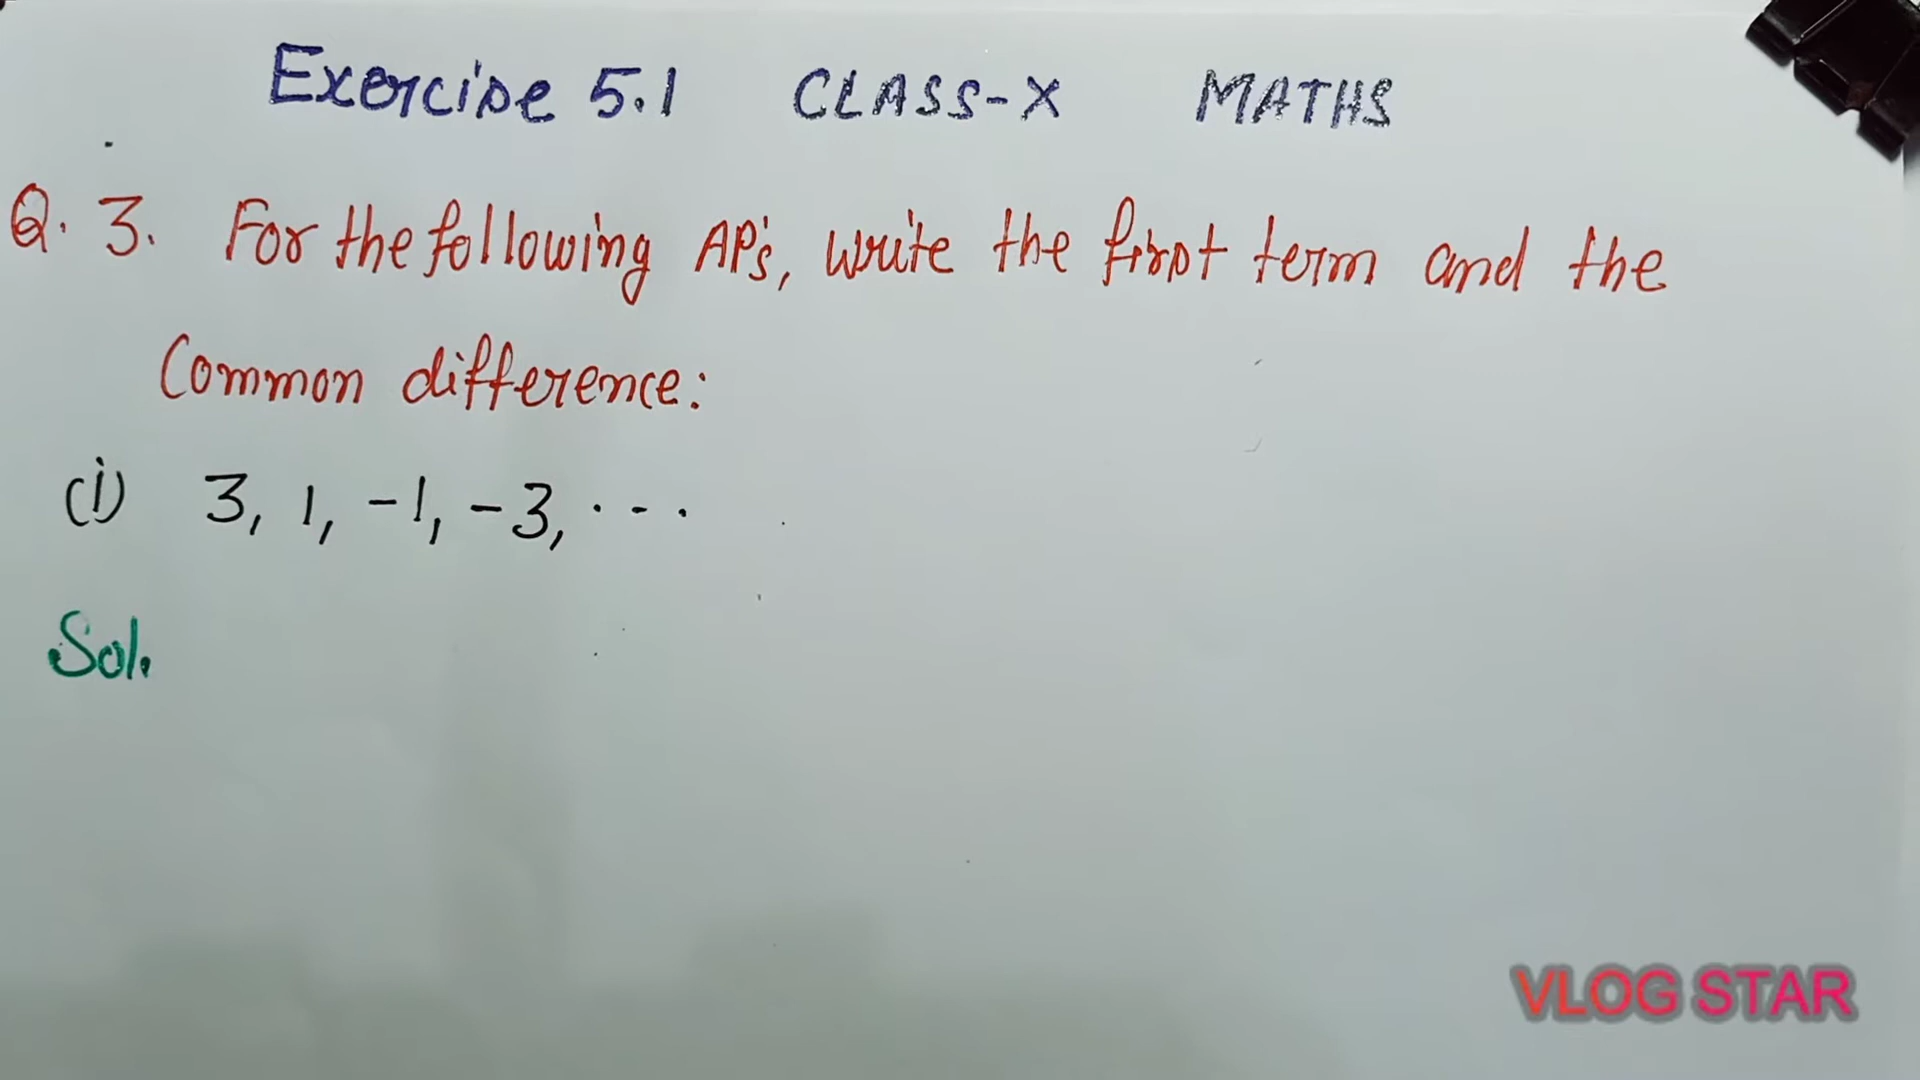 Exercise 5.1 CLASS-X MATHS
Q. 3. For the following AP's, write the first term and the
Common difference:
(i) 3, 1, -1, -3, ...
Sol.
VLOG STAR